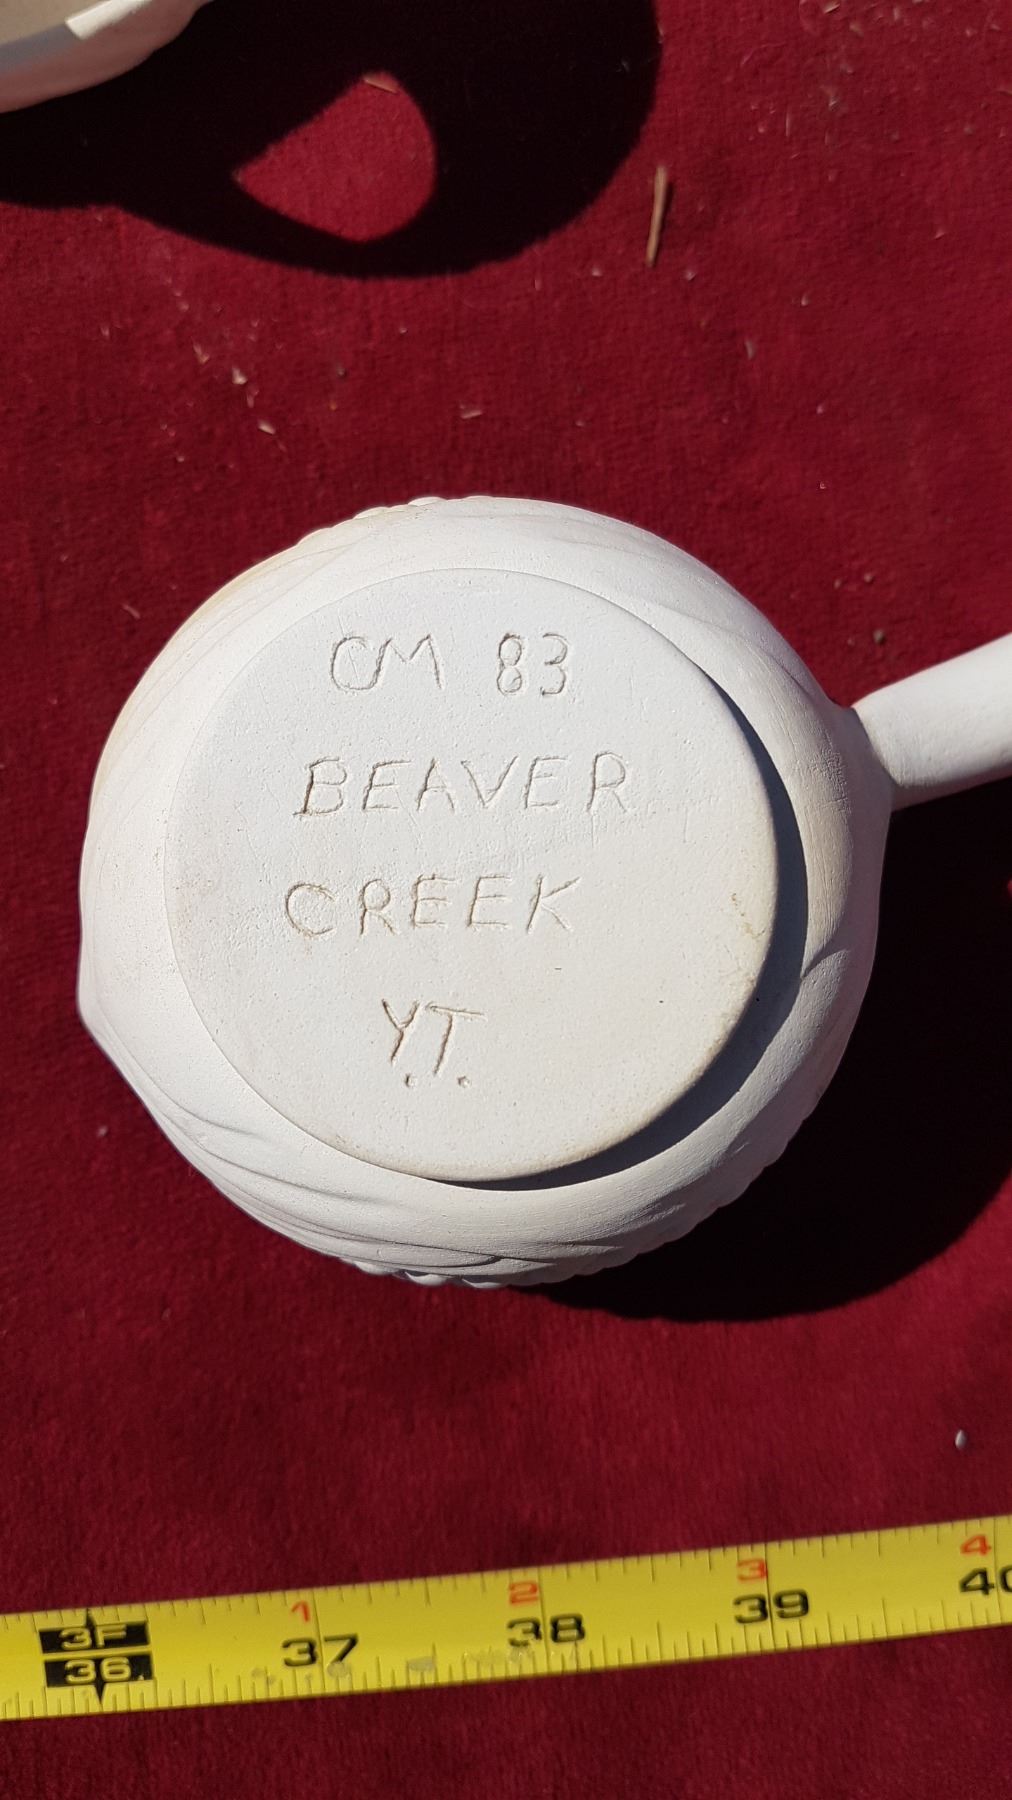 CM 83
BEAVER
CREEK
Y.T.
1 2 3 4
3F 37 38 39 40
36